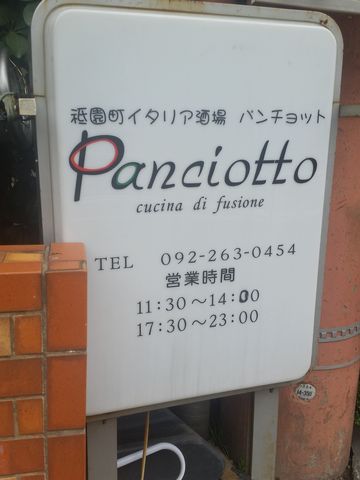 祗園町イタリア酒場 パンチョット
Panciotto
cucina di fusione
TEL 092-263-0454
営業時間
11:30～14:00
17:30～23:00